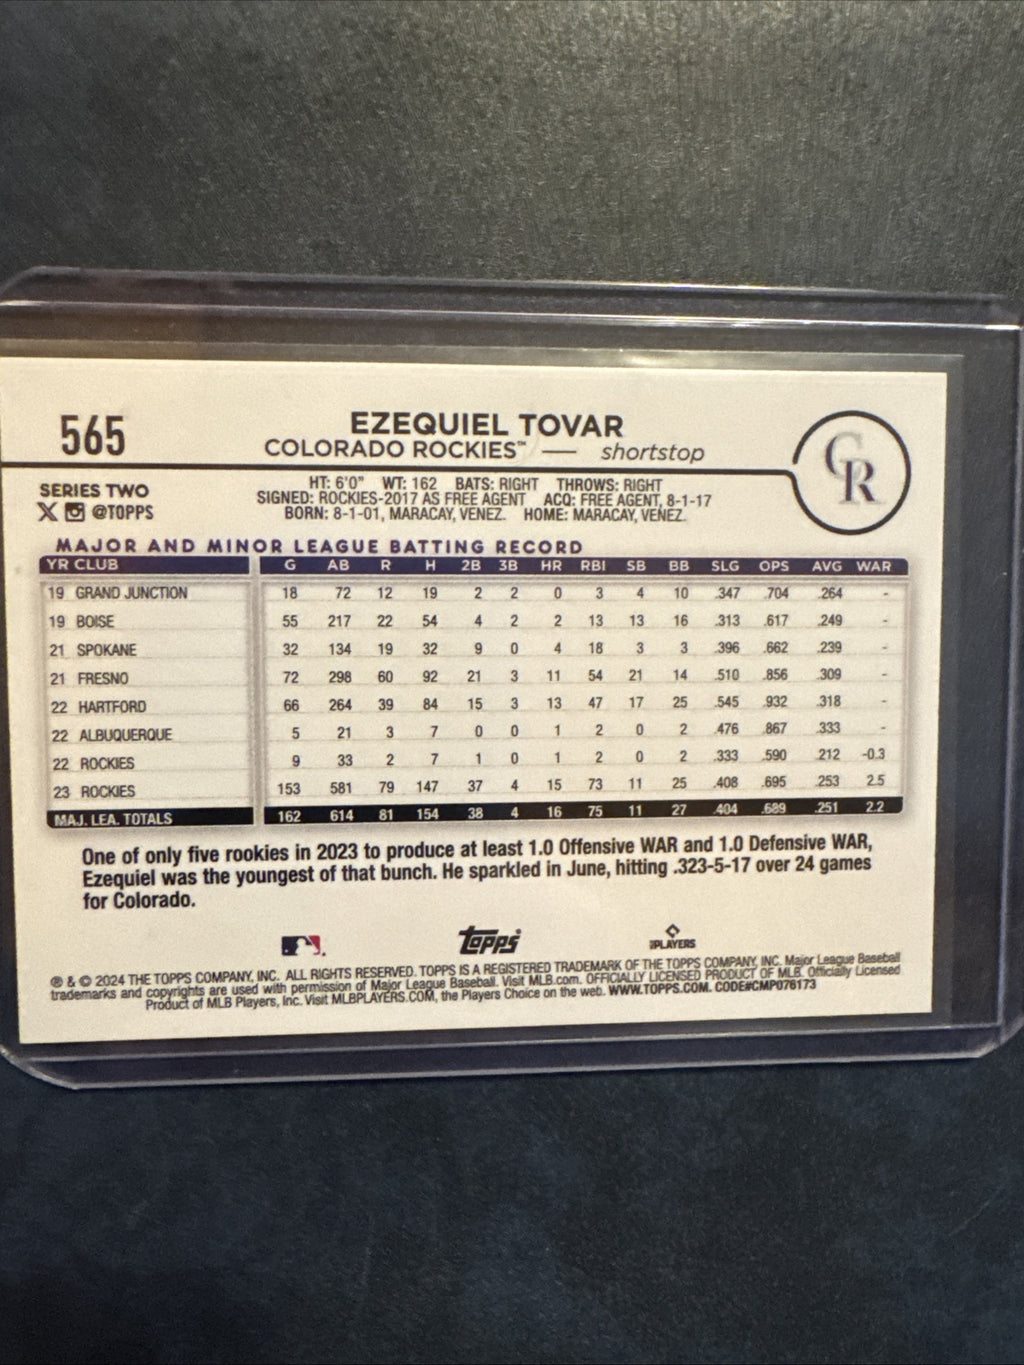 565
EZEQUIEL TOVAR
COLORADO ROCKIES™ — shortstop
CR
SERIES TWO
X @TOPPS
HT: 6'0" WT: 162 BATS: RIGHT THROWS: RIGHT
SIGNED: ROCKIES-2017 AS FREE AGENT ACQ: FREE AGENT, 8-1-17
BORN: 8-1-01, MARACAY, VENEZ. HOME: MARACAY, VENEZ.
MAJOR AND MINOR LEAGUE BATTING RECORD
YR CLUB G AB R H 2B 3B HR RBI SB BB SLG OPS AVG WAR
19 GRAND JUNCTION 18 72 12 19 2 2 0 3 4 10 .347 .704 .264 -
19 BOISE 55 217 22 54 4 2 2 13 13 16 .313 .617 .249 -
21 SPOKANE 32 134 19 32 9 0 4 18 3 3 .396 .662 .239 -
21 FRESNO 72 298 60 92 21 3 11 54 21 14 .510 .856 .309 -
22 HARTFORD 66 264 39 84 15 3 13 47 17 25 .545 .932 .318 -
22 ALBUQUERQUE 5 21 3 7 0 0 1 2 0 2 .476 .867 .333 -
22 ROCKIES 9 33 2 7 1 0 1 2 0 2 .333 .590 .212 -0.3
23 ROCKIES 153 581 79 147 37 4 15 73 11 25 .408 .695 .253 2.5
MAJ. LEA. TOTALS 162 614 81 154 38 4 16 75 11 27 .404 .689 .251 2.2
One of only five rookies in 2023 to produce at least 1.0 Offensive WAR and 1.0 Defensive WAR,
Ezequiel was the youngest of that bunch. He sparkled in June, hitting .323-5-17 over 24 games
for Colorado.
topps
PLAYERS
® & © 2024 THE TOPPS COMPANY, INC. ALL RIGHTS RESERVED. TOPPS IS A REGISTERED TRADEMARK OF THE TOPPS COMPANY, INC. Major League Baseball
trademarks and copyrights are used with permission of Major League Baseball. Visit MLB.com. OFFICIALLY LICENSED PRODUCT OF MLB. Officially Licensed
Product of MLB Players, Inc. Visit MLBPLAYERS.COM, the Players Choice on the web. WWW.TOPPS.COM. CODE#CMP076173